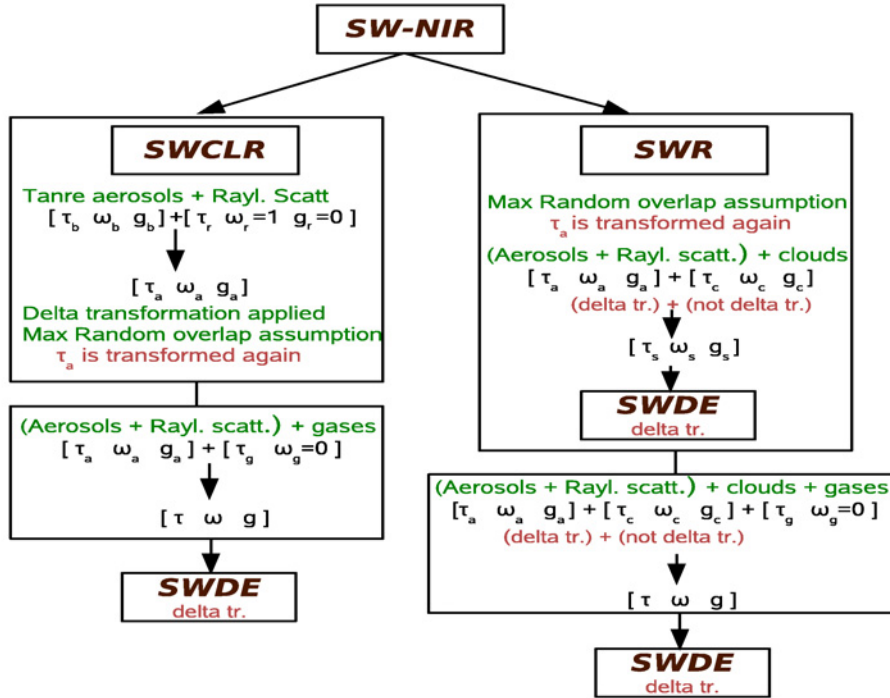 SW-NIR
SWCLR
Tanre aerosols + Rayl. Scatt
[ τb ωb gb ]+[ τr ωr=1 gr=0 ]
[ τa ωa ga ]
Delta transformation applied
Max Random overlap assumption
τa is transformed again
(Aerosols + Rayl. scatt.) + gases
[ τa ωa ga ] + [ τg ωg=0 ]
[ τ ω g ]
SWDE
delta tr.
SWR
Max Random overlap assumption
τa is transformed again
(Aerosols + Rayl. scatt.) + clouds
[ τa ωa ga ] + [ τc ωc gc ]
(delta tr.) + (not delta tr.)
[ τs ωs gs ]
SWDE
delta tr.
(Aerosols + Rayl. scatt.) + clouds + gases
[τa ωa ga ] + [ τc ωc gc ] + [ τg ωg=0 ]
(delta tr.) + (not delta tr.)
[ τ ω g ]
SWDE
delta tr.